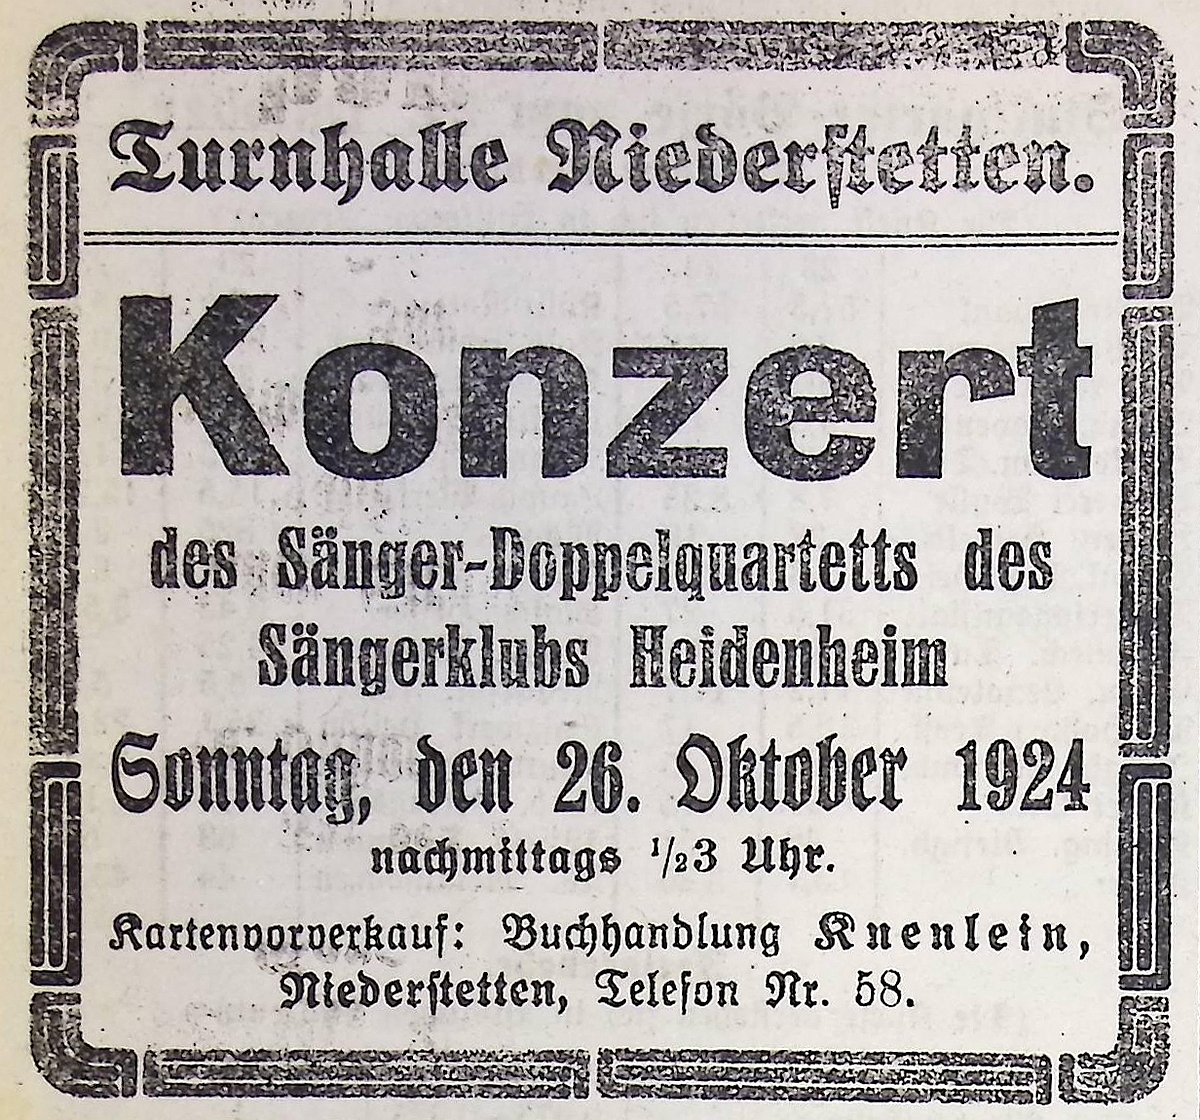 Turnhalle Niederstetten.
Konzert
des Sänger-Doppelquartetts des
Sängerklubs Heidenheim
Sonntag, den 26. Oktober 1924
nachmittags ½3 Uhr.
Kartenvorverkauf: Buchhandlung Knenlein,
Niederstetten, Telefon Nr. 58.